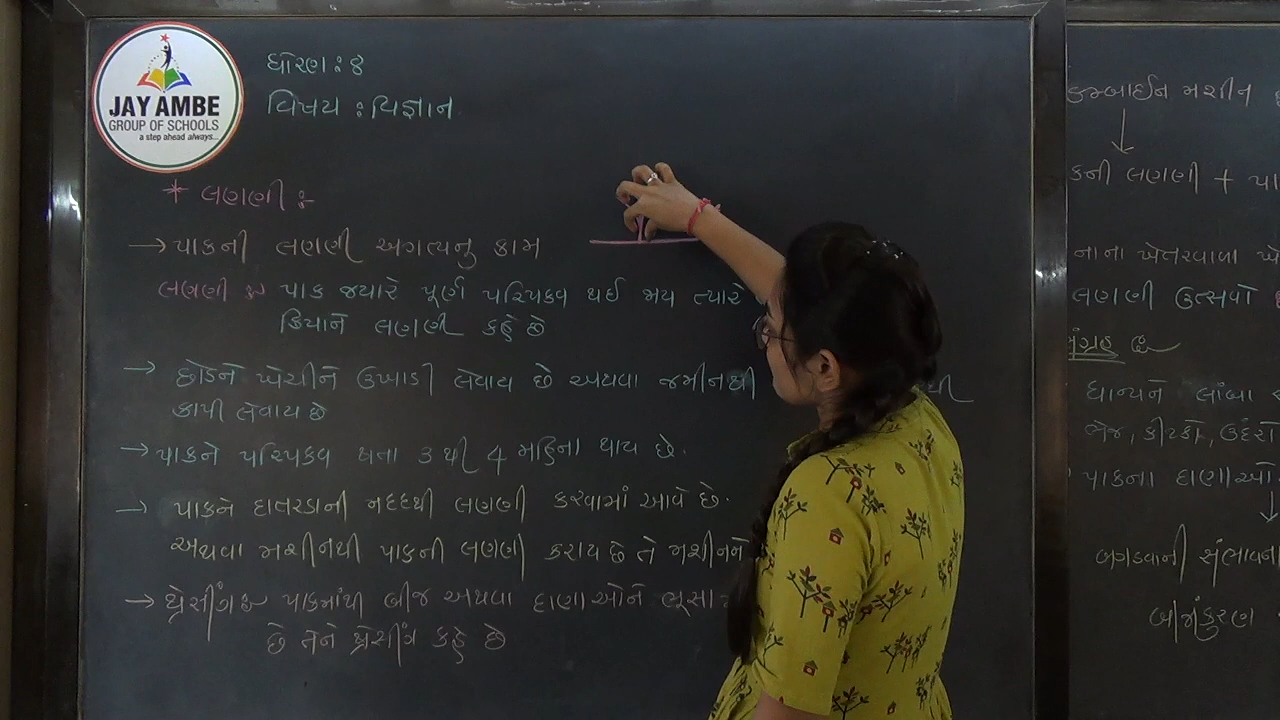 JAY AMBE
GROUP OF SCHOOLS
a step ahead always...
ધોરણ : ૪
વિષય : વિજ્ઞાન.
* લણણી :-
→ પાકની લણણી અગત્યનુ કામ
લણણી :- પાક જયારે પૂર્ણ પરિપકવ થઈ જાય ત્યારે
ક્રિયાને લણણી કહે છે
→ છોડને ખેચીને ઉખાડી લેવાય છે અથવા જમીનથી
કાપી લેવાય છે
→ પાકને પરિપકવ થતા 3 થી 4 મહિના થાય છે.
→ પાકને દાતરડાની મદદથી લણણી કરવામાં આવે છે.
અથવા મશીનથી પાકની લણણી કરાય છે તે મશીનને
→ થ્રેસીંગ :- પાકમાંથી બીજ અથવા દાણાઓને ભૂસા
છે તેને થ્રેસીંગ કહે છે
કમ્બાઈન મશીન
↓
કની લણણી +
નાના ખેતરવાળા
લણણી ઉત્સવો
સંગ્રહ :-
ધાન્યને લાંબા
ભેજ, કીટકો, ઉંદરો
પાકના દાણાઓ
↓
બગડવાની સંભાવના
બીજાંકુરણ